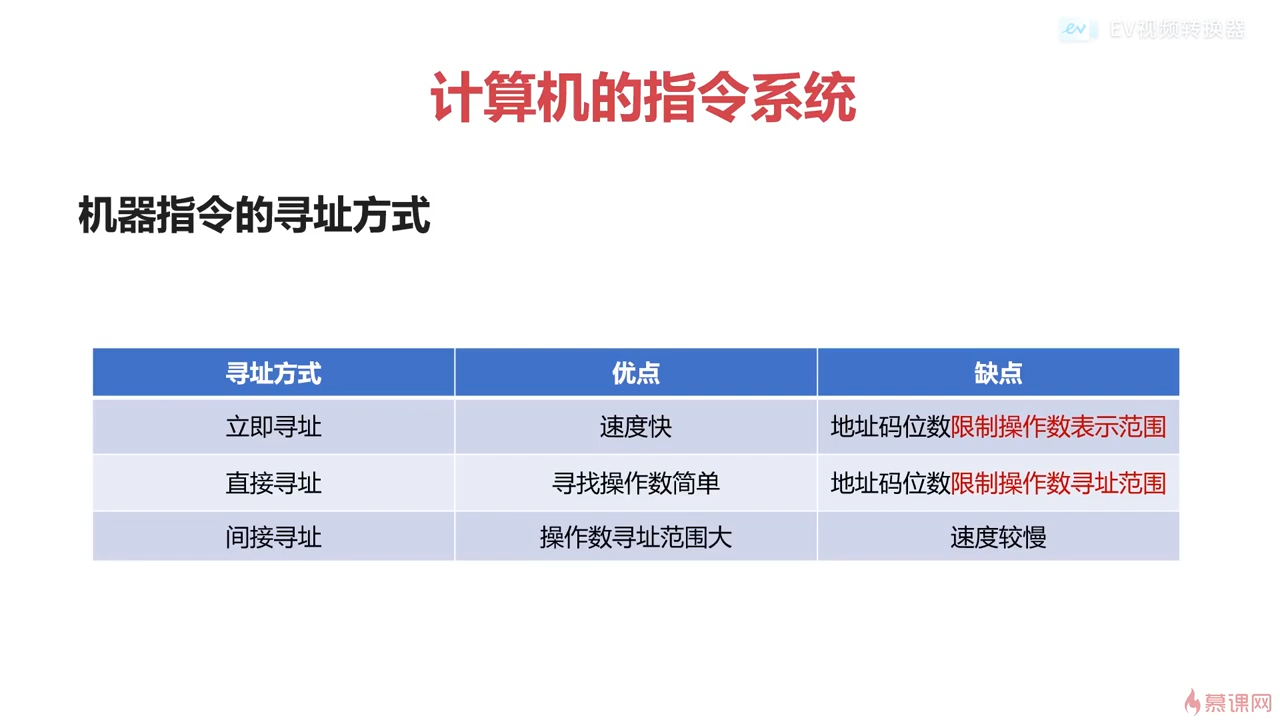 EV视频转换器
计算机的指令系统
机器指令的寻址方式
寻址方式 优点 缺点
立即寻址 速度快 地址码位数限制操作数表示范围
直接寻址 寻找操作数简单 地址码位数限制操作数寻址范围
间接寻址 操作数寻址范围大 速度较慢
慕课网